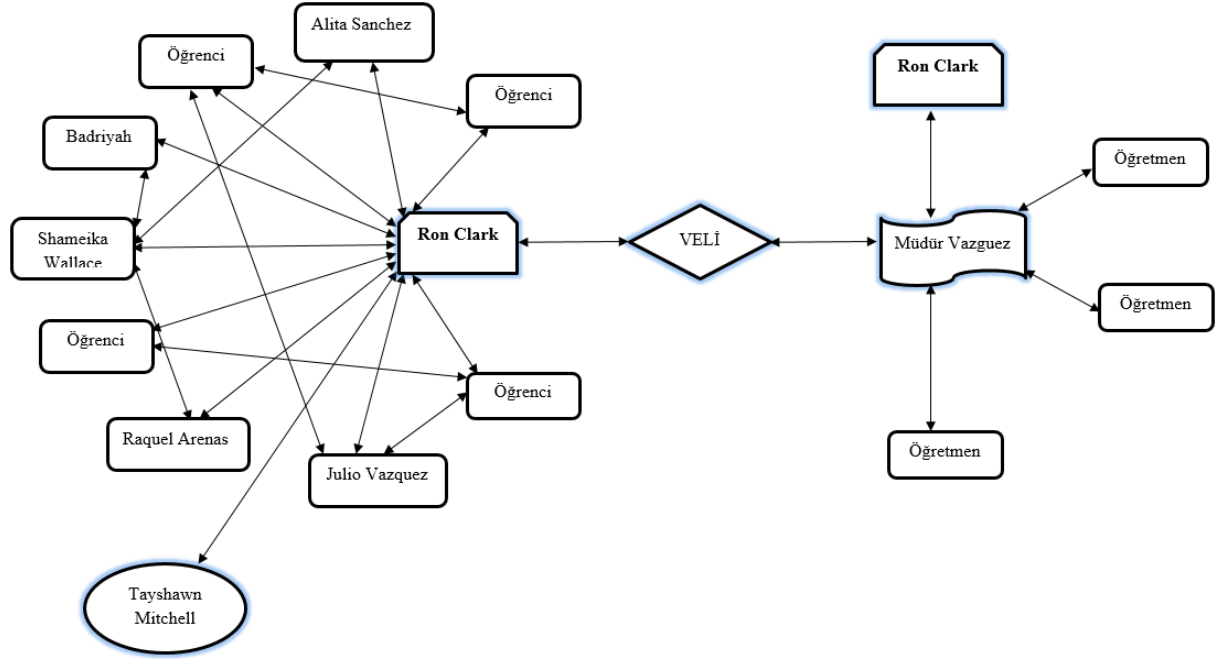 Alita Sanchez
Öğrenci
Öğrenci
Badriyah
Shameika
Wallace
Ron Clark
Öğrenci
Öğrenci
Raquel Arenas
Julio Vazquez
Tayshawn
Mitchell
VELİ
Ron Clark
Öğretmen
Müdür Vazguez
Öğretmen
Öğretmen